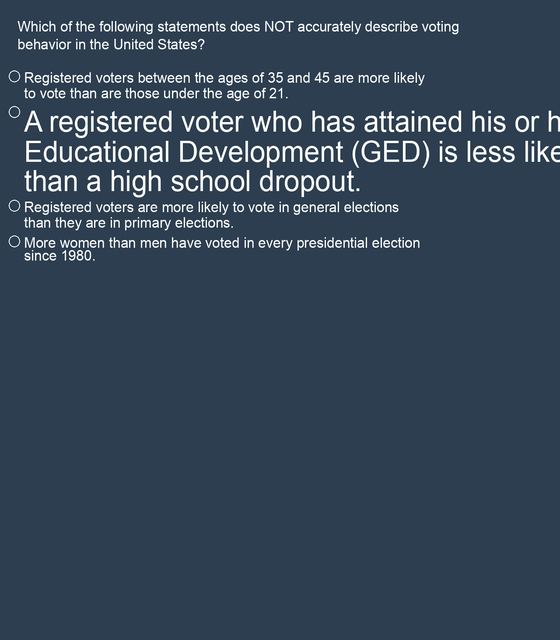 Which of the following statements does NOT accurately describe voting
behavior in the United States?
Registered voters between the ages of 35 and 45 are more likely
to vote than are those under the age of 21.
A registered voter who has attained his or
Educational Development (GED) is less
than a high school dropout.
Registered voters are more likely to vote in general elections
than they are in primary elections.
More women than men have voted in every presidential election
since 1980.